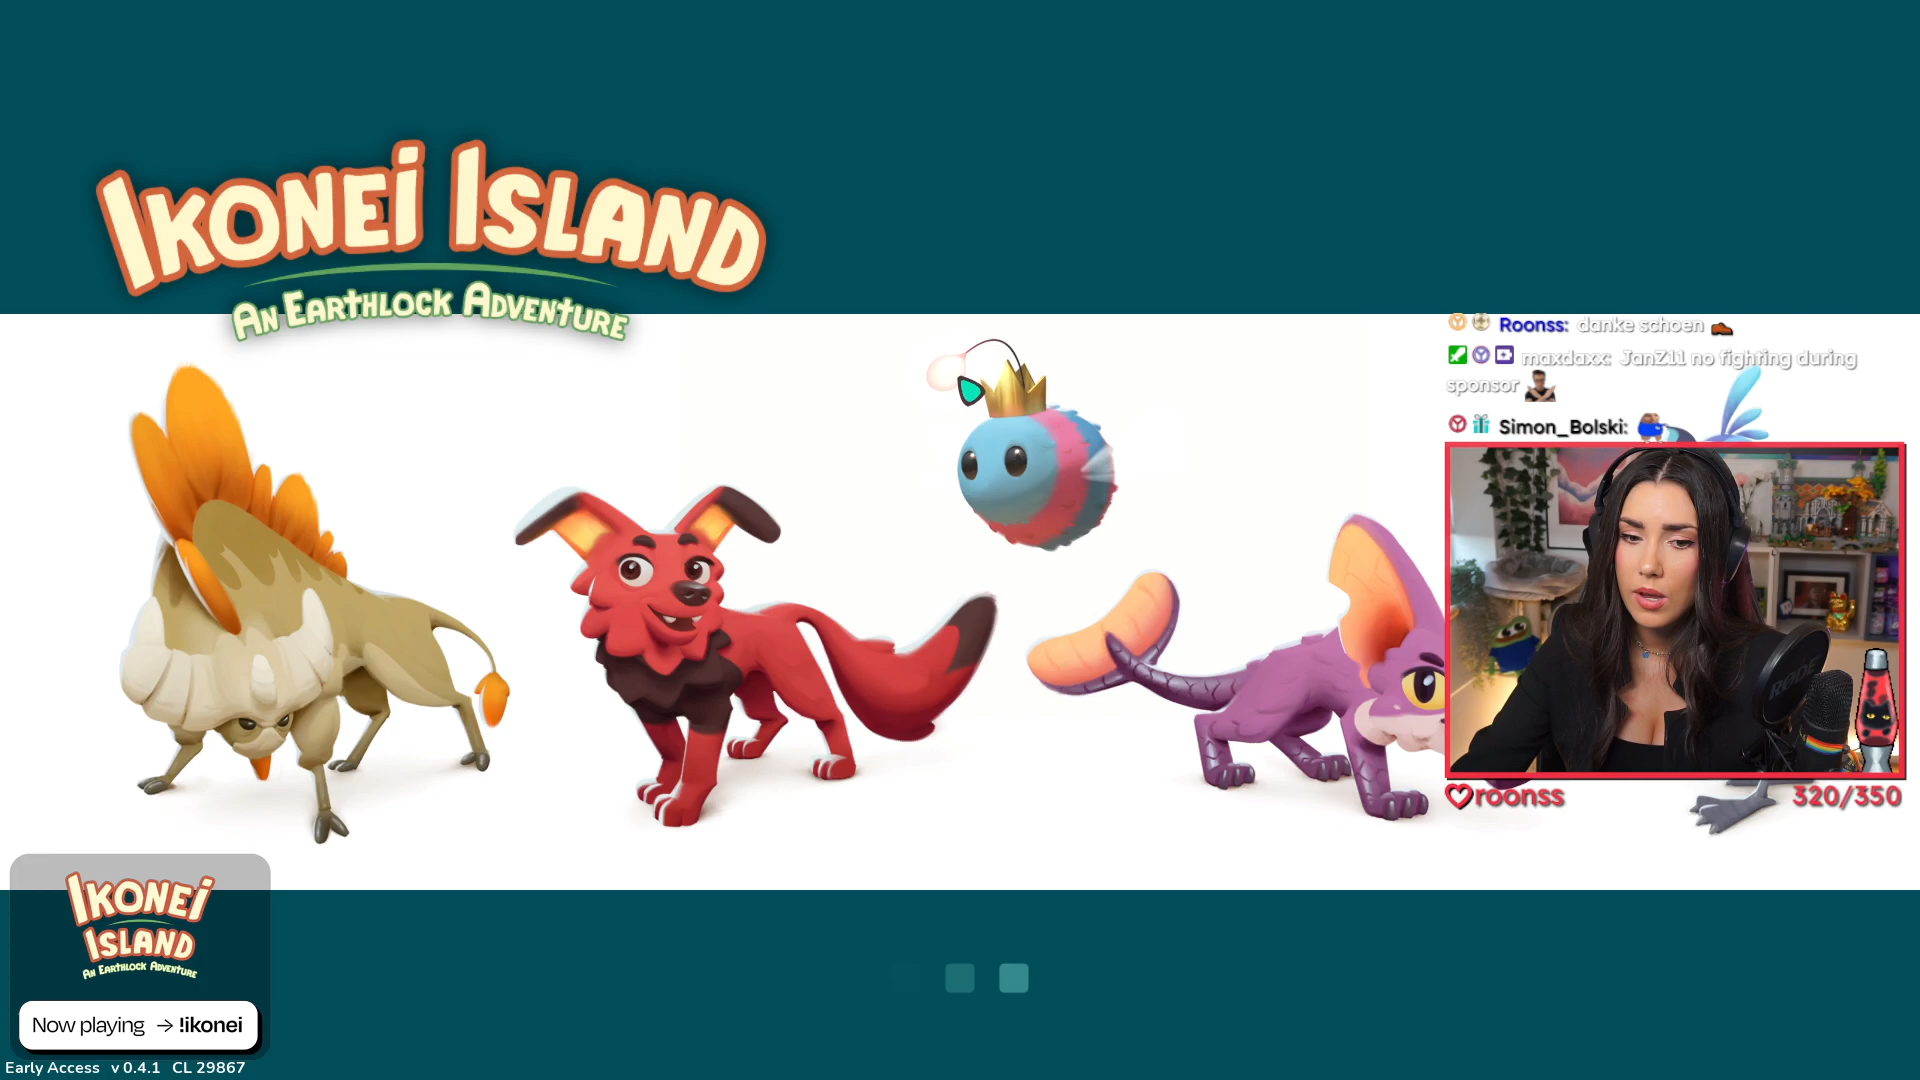 IKONEI ISLAND
AN EARTHLOCK ADVENTURE
Roonss: danke schoen
maxdaxx: JanZ11 no fighting during
sponsor
Simon_Bolski:
RØDE
roonss
320/350
IKONEI
ISLAND
AN EARTHLOCK ADVENTURE
Now playing → !ikonei
Early Access v 0.4.1 CL 29867